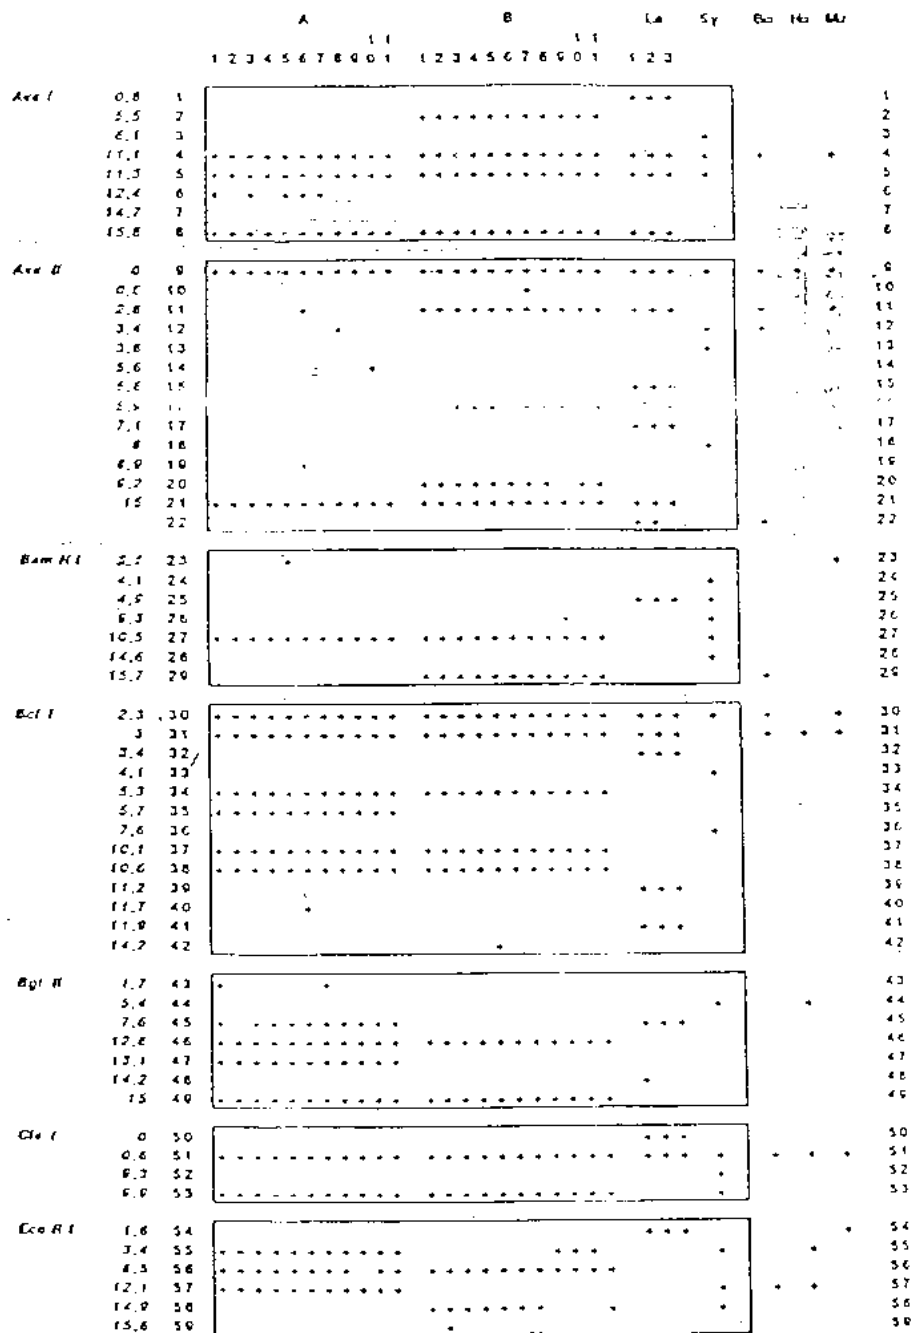 A B La Sy Bo Ho Mu
1 1 1 1
1 2 3 4 5 6 7 8 9 0 1 1 2 3 4 5 6 7 8 9 0 1 1 2 3
Ava I 0,8 1 1
5,5 2 2
6,1 3 3
11,1 4 4
11,3 5 5
12,4 6 6
14,7 7 7
15,8 8 8
Ava II 0 9 9
0,5 10 10
2,8 11 11
3,4 12 12
3,8 13 13
5,6 14 14
5,8 15 15
5,9
7,1 17 17
8 18 18
8,9 19 19
9,2 20 20
15 21 21
22 22
Bam H I 23 23
4,1 24 24
4,9 25 25
9,3 26 26
10,5 27 27
14,6 28 28
15,7 29 29
Bcl I 2,3 30 30
3 31 31
3,4 32 32
4,1 33 33
5,3 34 34
5,7 35 35
7,6 36 36
10,1 37 37
10,6 38 38
11,2 39 39
11,7 40 40
11,9 41 41
14,2 42 42
Bgl II 1,7 43 43
5,4 44 44
7,6 45 45
12,8 46 46
13,1 47 47
14,2 48 48
15 49 49
Cla I 0 50 50
0,6 51 51
9,3 52 52
9,9 53 53
Eco R I 1,6 54 54
3,4 55 55
6,5 56 56
12,1 57 57
14,9 58 58
15,6 59 59